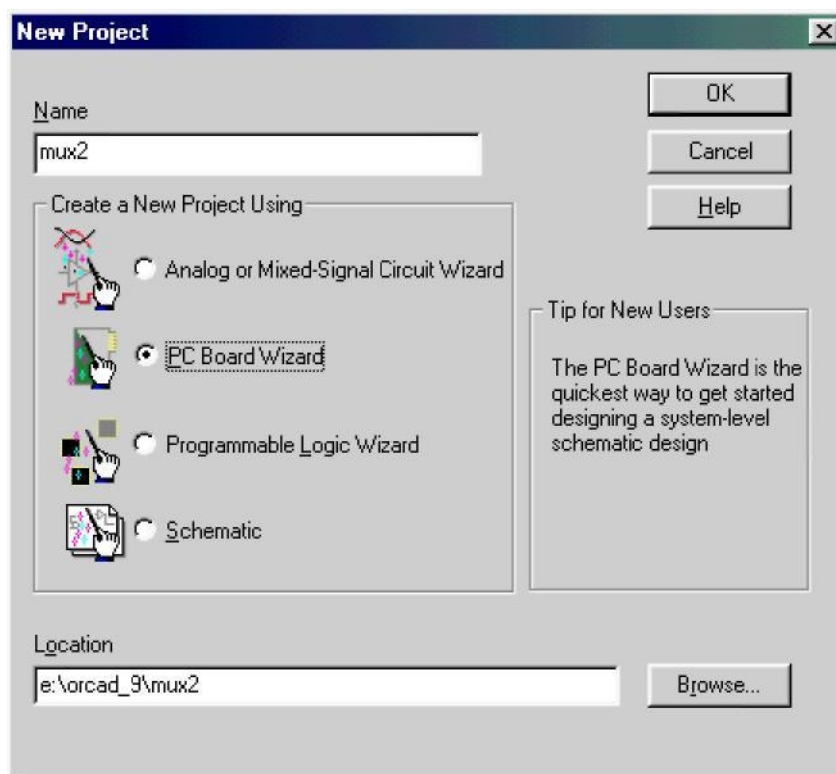 New Project
Name
mux2
OK
Cancel
Help
Create a New Project Using
Analog or Mixed-Signal Circuit Wizard
PC Board Wizard
Programmable Logic Wizard
Schematic
Tip for New Users
The PC Board Wizard is the
quickest way to get started
designing a system-level
schematic design
Location
e:\orcad_9\mux2
Browse...